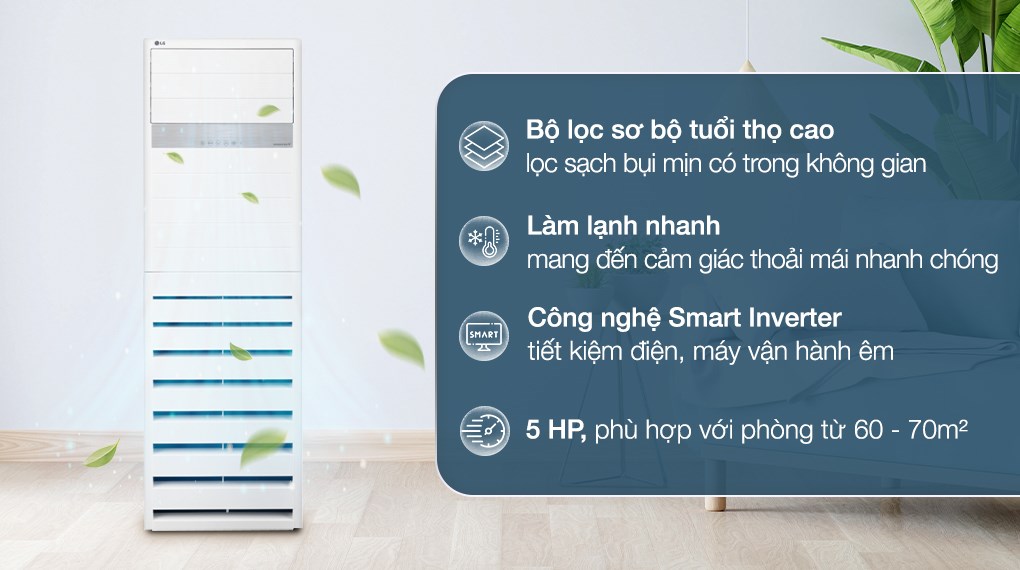 LG
Bộ lọc sơ bộ tuổi thọ cao
lọc sạch bụi mịn có trong không gian
Làm lạnh nhanh
mang đến cảm giác thoải mái nhanh chóng
SMART
Công nghệ Smart Inverter
tiết kiệm điện, máy vận hành êm
5 HP, phù hợp với phòng từ 60 - 70m²